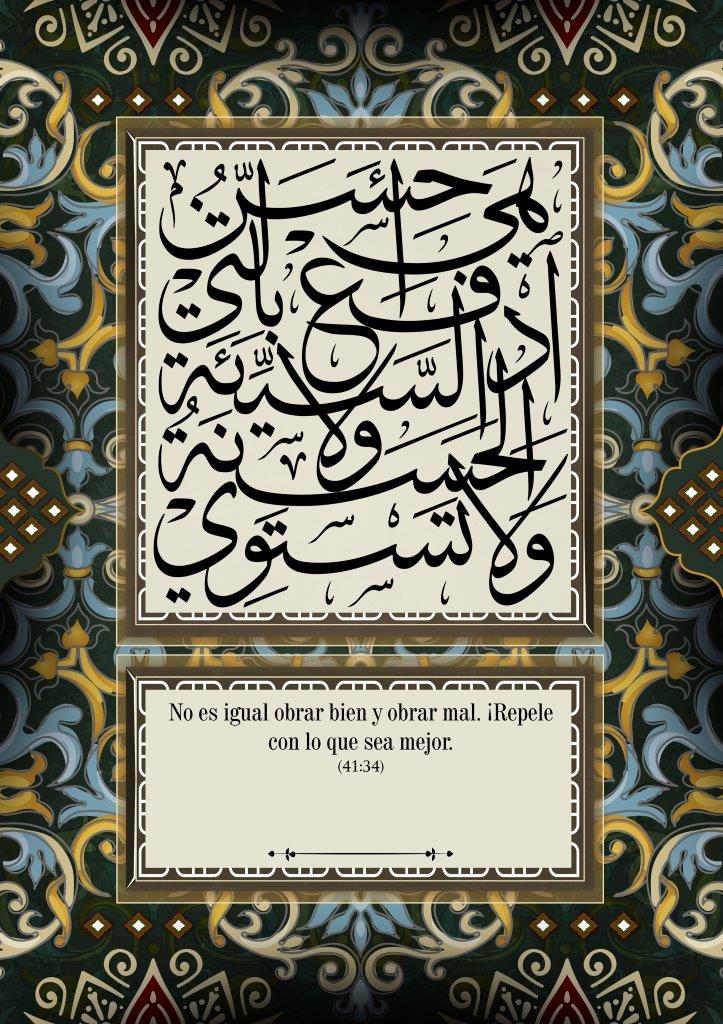 ولا تستوي
الحسنة ولا
السيئة
ادفع بالتي
هي أحسن
No es igual obrar bien y obrar mal. ¡Repele
con lo que sea mejor.
(41:34)